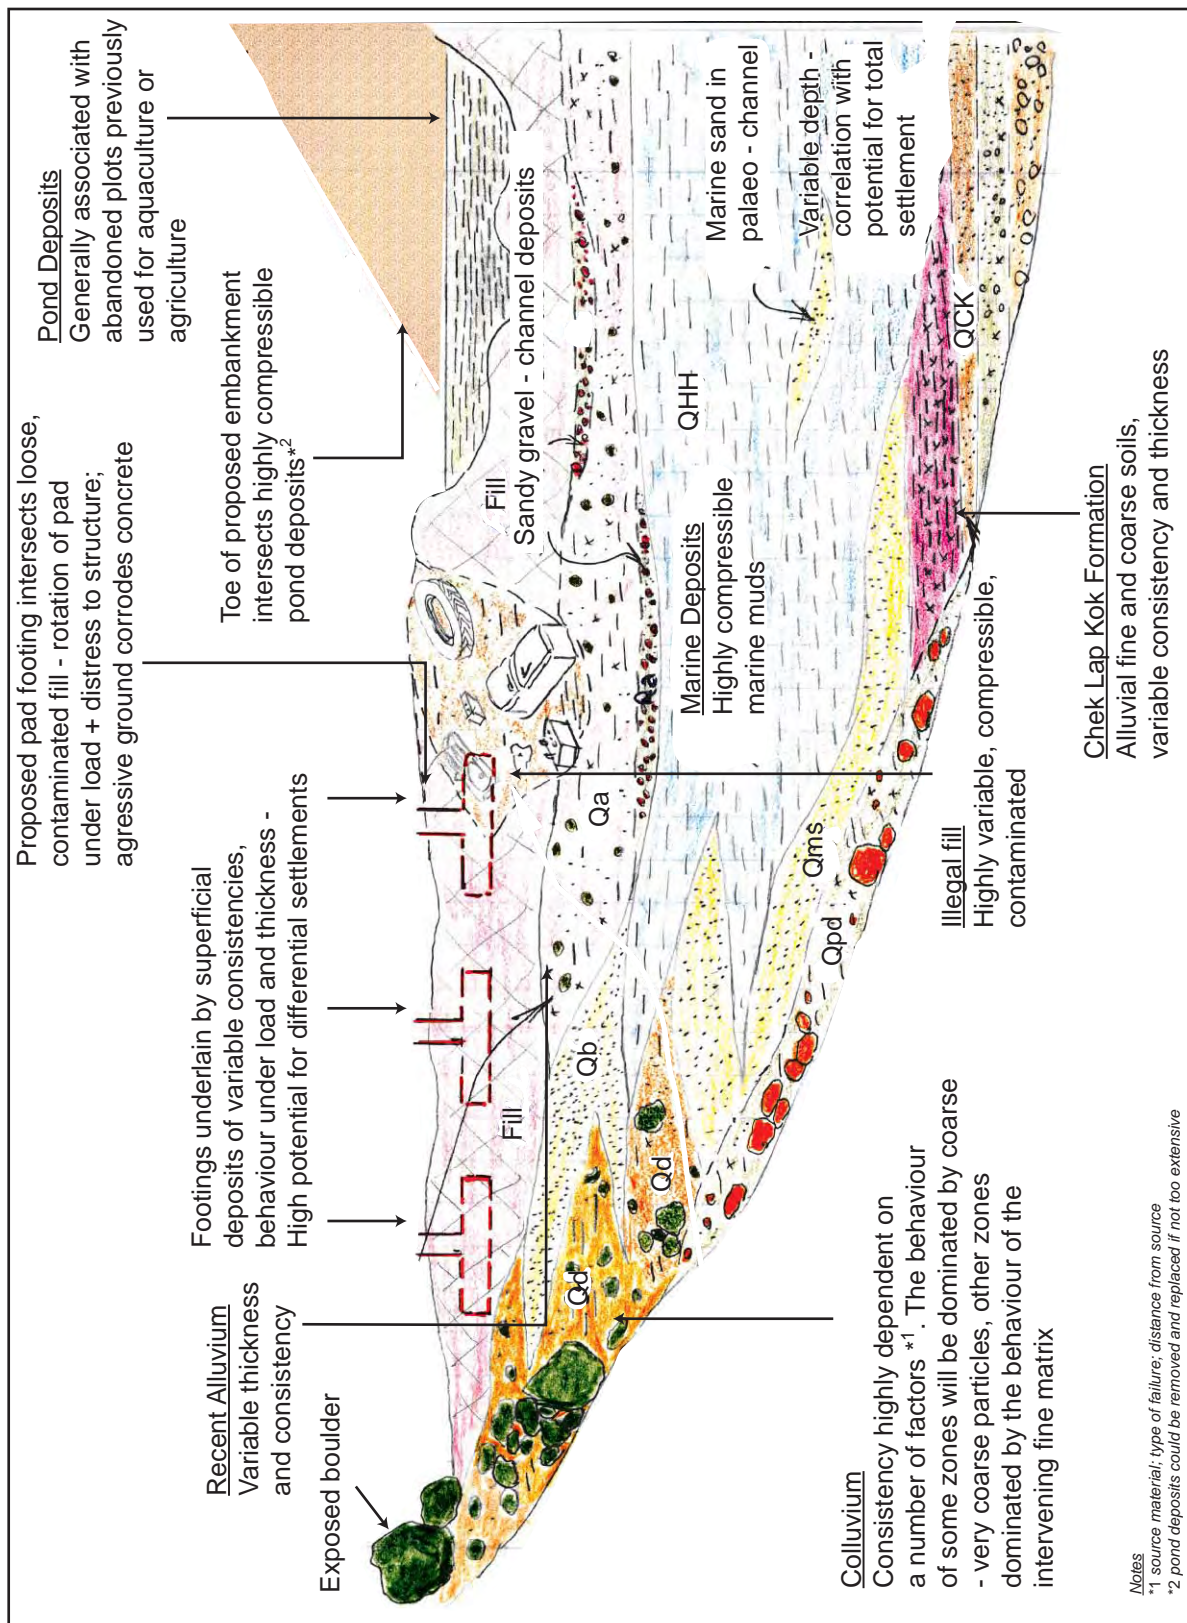 Proposed pad footing intersects loose,
contaminated fill - rotation of pad
under load + distress to structure;
agressive ground corrodes concrete
Pond Deposits
Generally associated with
abandoned plots previously
used for aquaculture or
agriculture
Toe of proposed embankment
intersects highly compressible
pond deposits*2
Footings underlain by superficial
deposits of variable consistencies,
behaviour under load and thickness -
High potential for differential settlements
Recent Alluvium
Variable thickness
and consistency
Exposed boulder
Fill
Fill
Sandy gravel - channel deposits
Qa
Qa
Qb
Qd
Qd
Marine Deposits
Highly compressible
marine muds
QHH
Marine sand in
palaeo - channel
Variable depth -
correlation with
potential for total
settlement
Qms
Qpd
QCK
Colluvium
Consistency highly dependent on
a number of factors *1. The behaviour
of some zones will be dominated by coarse
- very coarse particles, other zones
dominated by the behaviour of the
intervening fine matrix
Illegal fill
Highly variable, compressible,
contaminated
Chek Lap Kok Formation
Alluvial fine and coarse soils,
variable consistency and thickness
Notes
*1 source material; type of failure; distance from source
*2 pond deposits could be removed and replaced if not too extensive